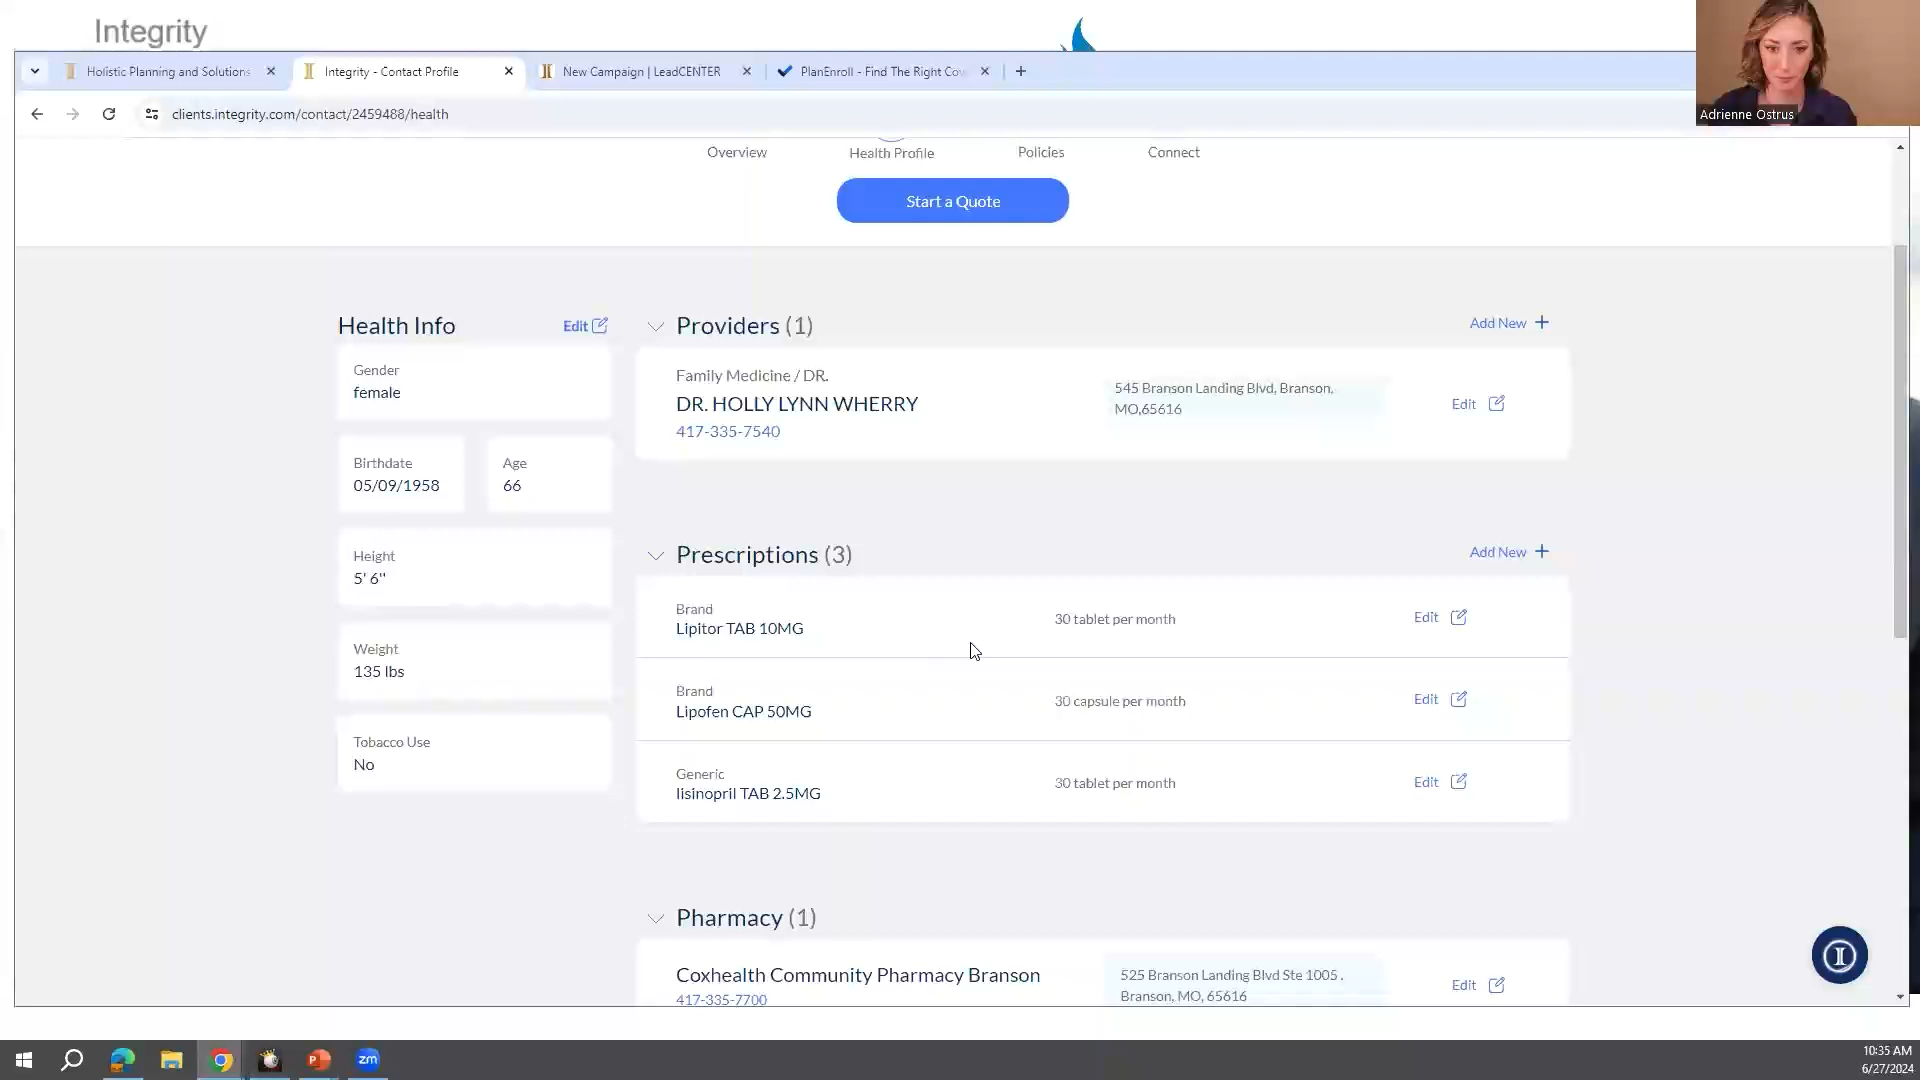 Integrity
Holistic Planning and Solutions
Integrity - Contact Profile
New Campaign | LeadCENTER
PlanEnroll - Find The Right Cov
clients.integrity.com/contact/2459488/health
Adrienne Ostrus
Overview
Health Profile
Policies
Connect
Start a Quote
Health Info
Edit
Gender
female
Birthdate
05/09/1958
Age
66
Height
5' 6"
Weight
135 lbs
Tobacco Use
No
Providers (1)
Add New
Family Medicine / DR.
DR. HOLLY LYNN WHERRY
417-335-7540
545 Branson Landing Blvd, Branson,
MO,65616
Edit
Prescriptions (3)
Add New
Brand
Lipitor TAB 10MG
30 tablet per month
Edit
Brand
Lipofen CAP 50MG
30 capsule per month
Edit
Generic
lisinopril TAB 2.5MG
30 tablet per month
Edit
Pharmacy (1)
Coxhealth Community Pharmacy Branson
417-335-7700
525 Branson Landing Blvd Ste 1005 .
Branson, MO, 65616
Edit
zm
10:35 AM
6/27/2024